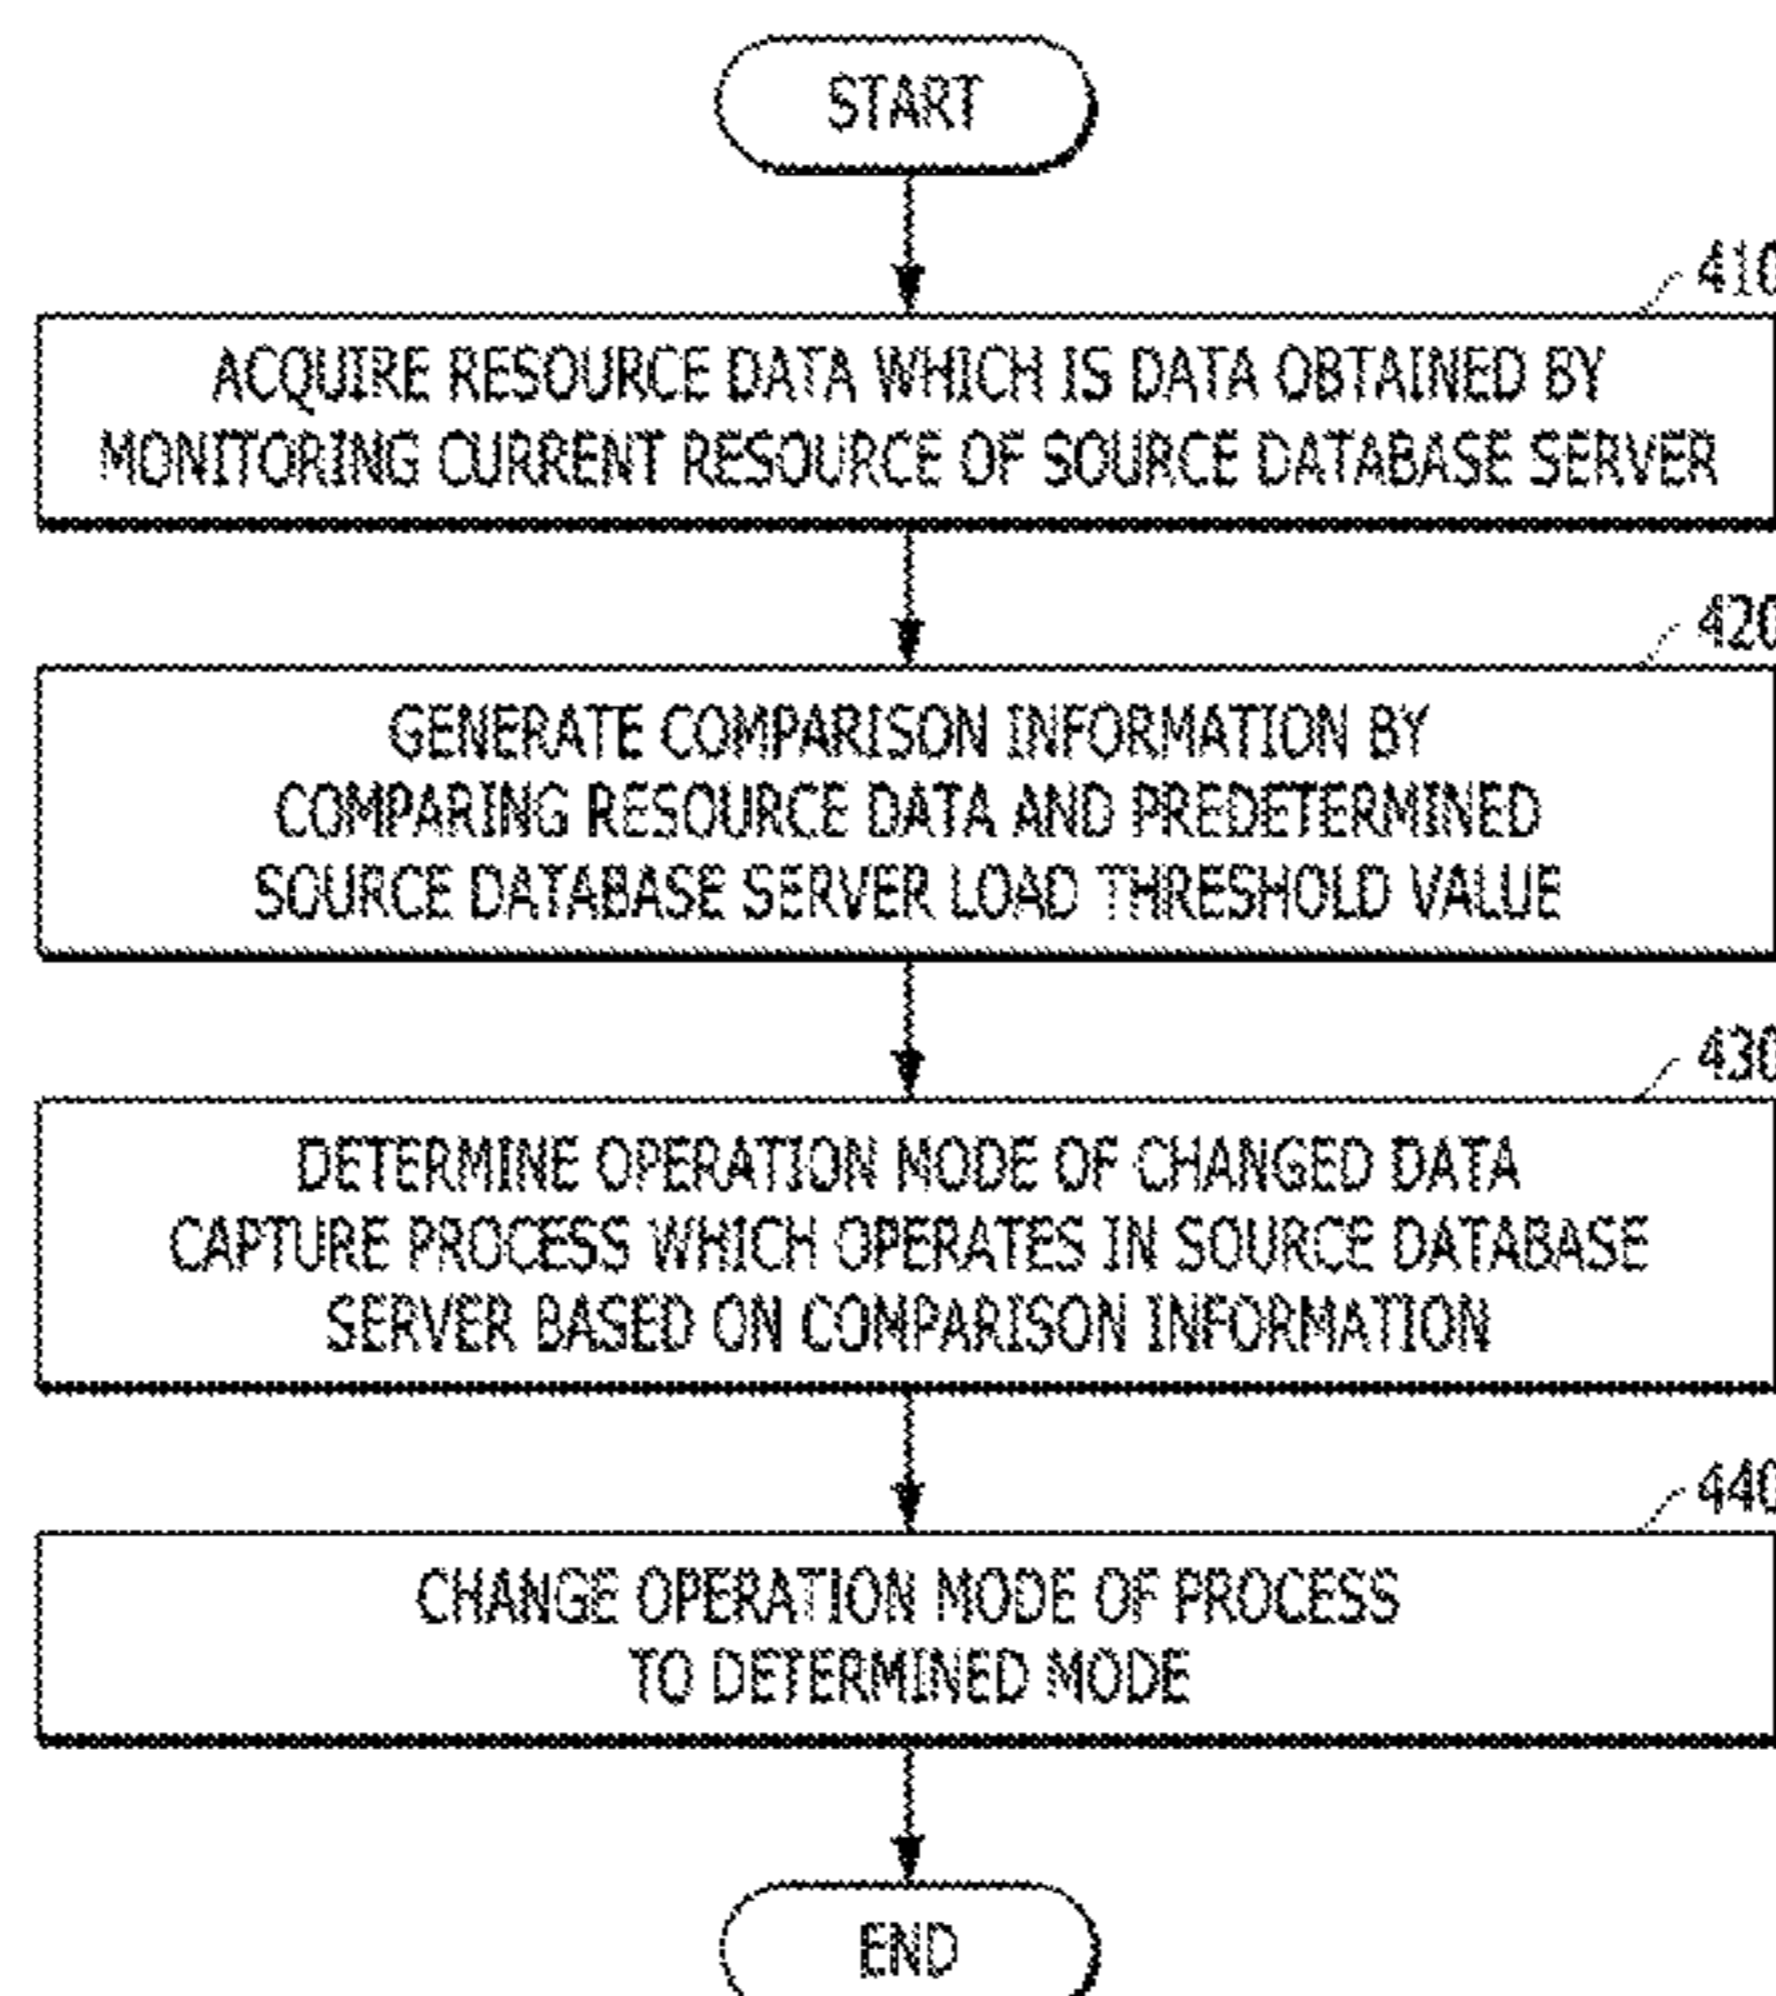 START
410
ACQUIRE RESOURCE DATA WHICH IS DATA OBTAINED BY
MONITORING CURRENT RESOURCE OF SOURCE DATABASE SERVER
420
GENERATE COMPARISON INFORMATION BY
COMPARING RESOURCE DATA AND PREDETERMINED
SOURCE DATABASE SERVER LOAD THRESHOLD VALUE
430
DETERMINE OPERATION MODE OF CHANGED DATA
CAPTURE PROCESS WHICH OPERATES IN SOURCE DATABASE
SERVER BASED ON COMPARISON INFORMATION
440
CHANGE OPERATION MODE OF PROCESS
TO DETERMINED MODE
END